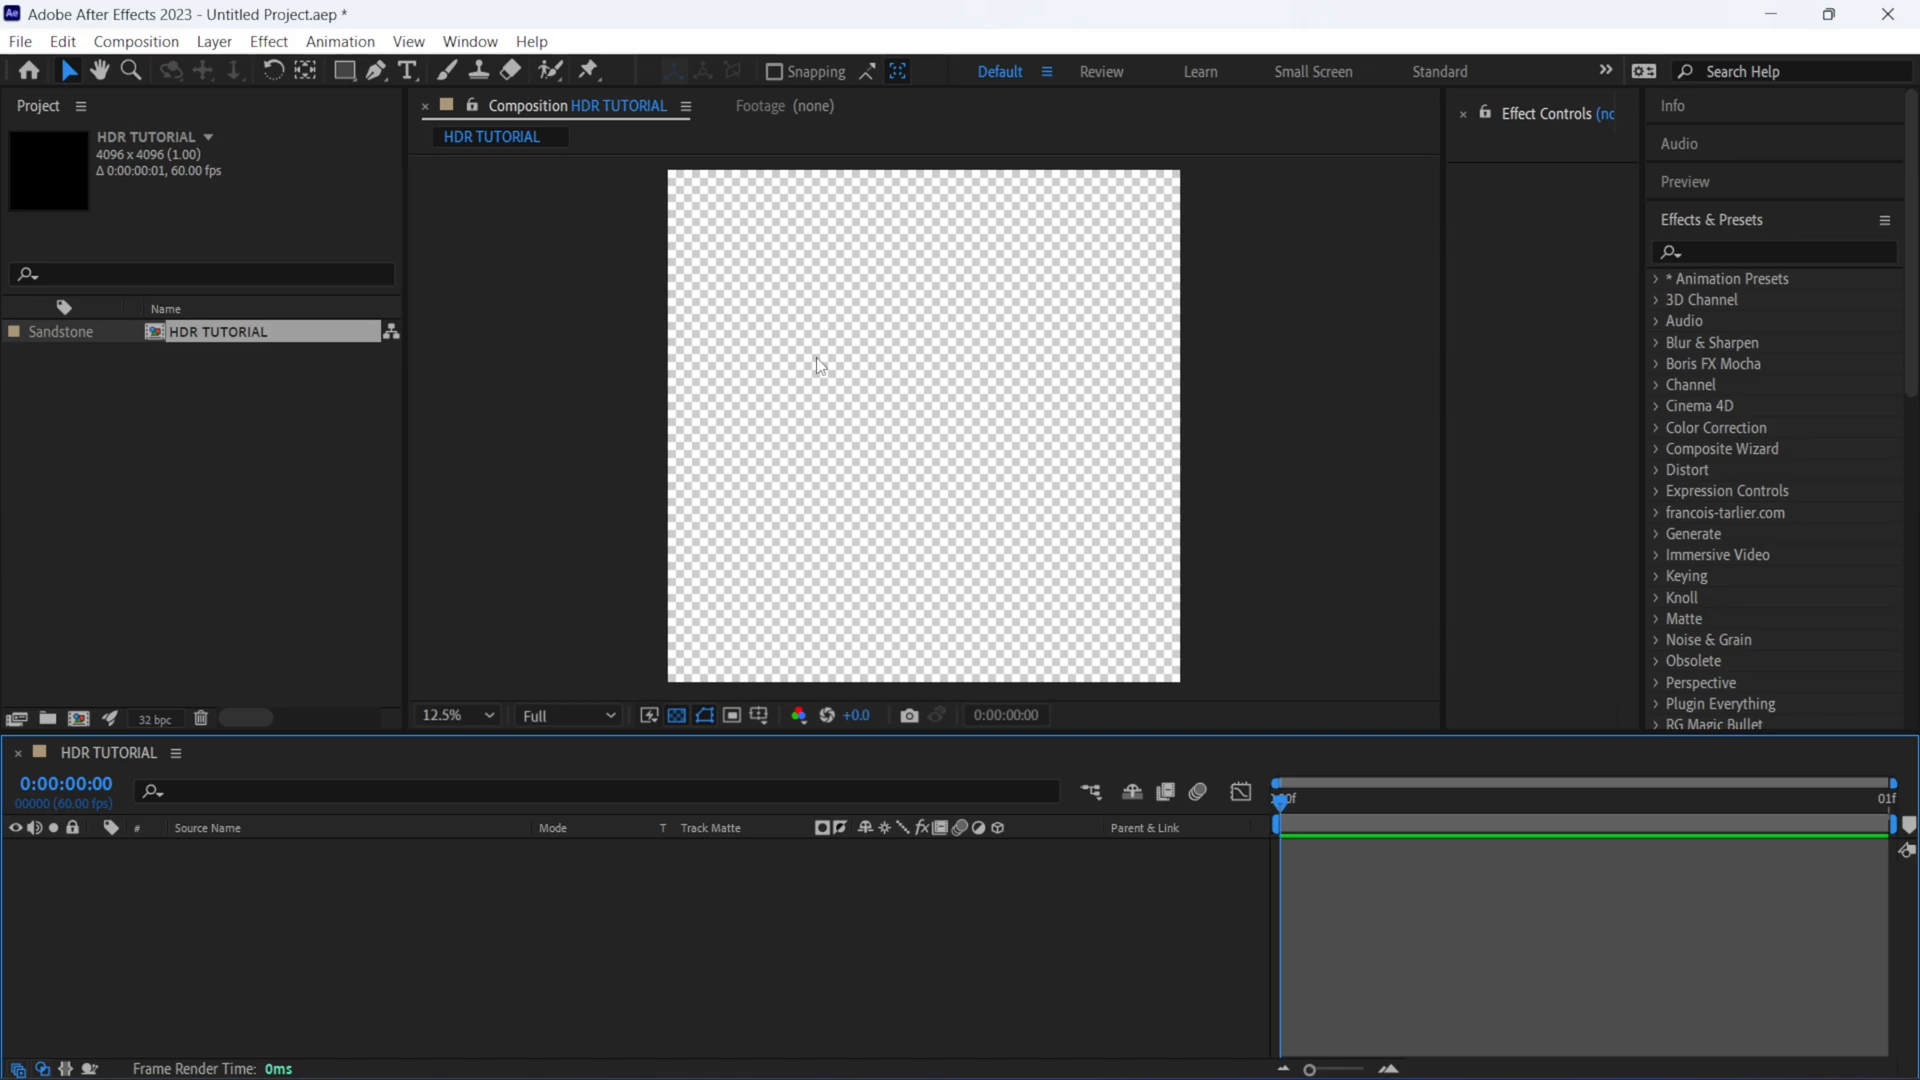 Adobe After Effects 2023 - Untitled Project.aep *
File Edit Composition Layer Effect Animation View Window Help
Snapping Default Review Learn Small Screen Standard Search Help
Project
HDR TUTORIAL
4096 x 4096 (1.00)
Δ 0:00:00:01, 60.00 fps
Name
Sandstone HDR TUTORIAL
32 bpc
Composition HDR TUTORIAL
Footage (none)
HDR TUTORIAL
12.5% Full +0.0 0:00:00:00
Effect Controls (no
Info
Audio
Preview
Effects & Presets
* Animation Presets
3D Channel
Audio
Blur & Sharpen
Boris FX Mocha
Channel
Cinema 4D
Color Correction
Composite Wizard
Distort
Expression Controls
francois-tarlier.com
Generate
Immersive Video
Keying
Knoll
Matte
Noise & Grain
Obsolete
Perspective
Plugin Everything
RG Magic Bullet
HDR TUTORIAL
0:00:00:00
00000 (60.00 fps)
01f
# Source Name Mode T Track Matte fx Parent & Link
Frame Render Time: 0ms